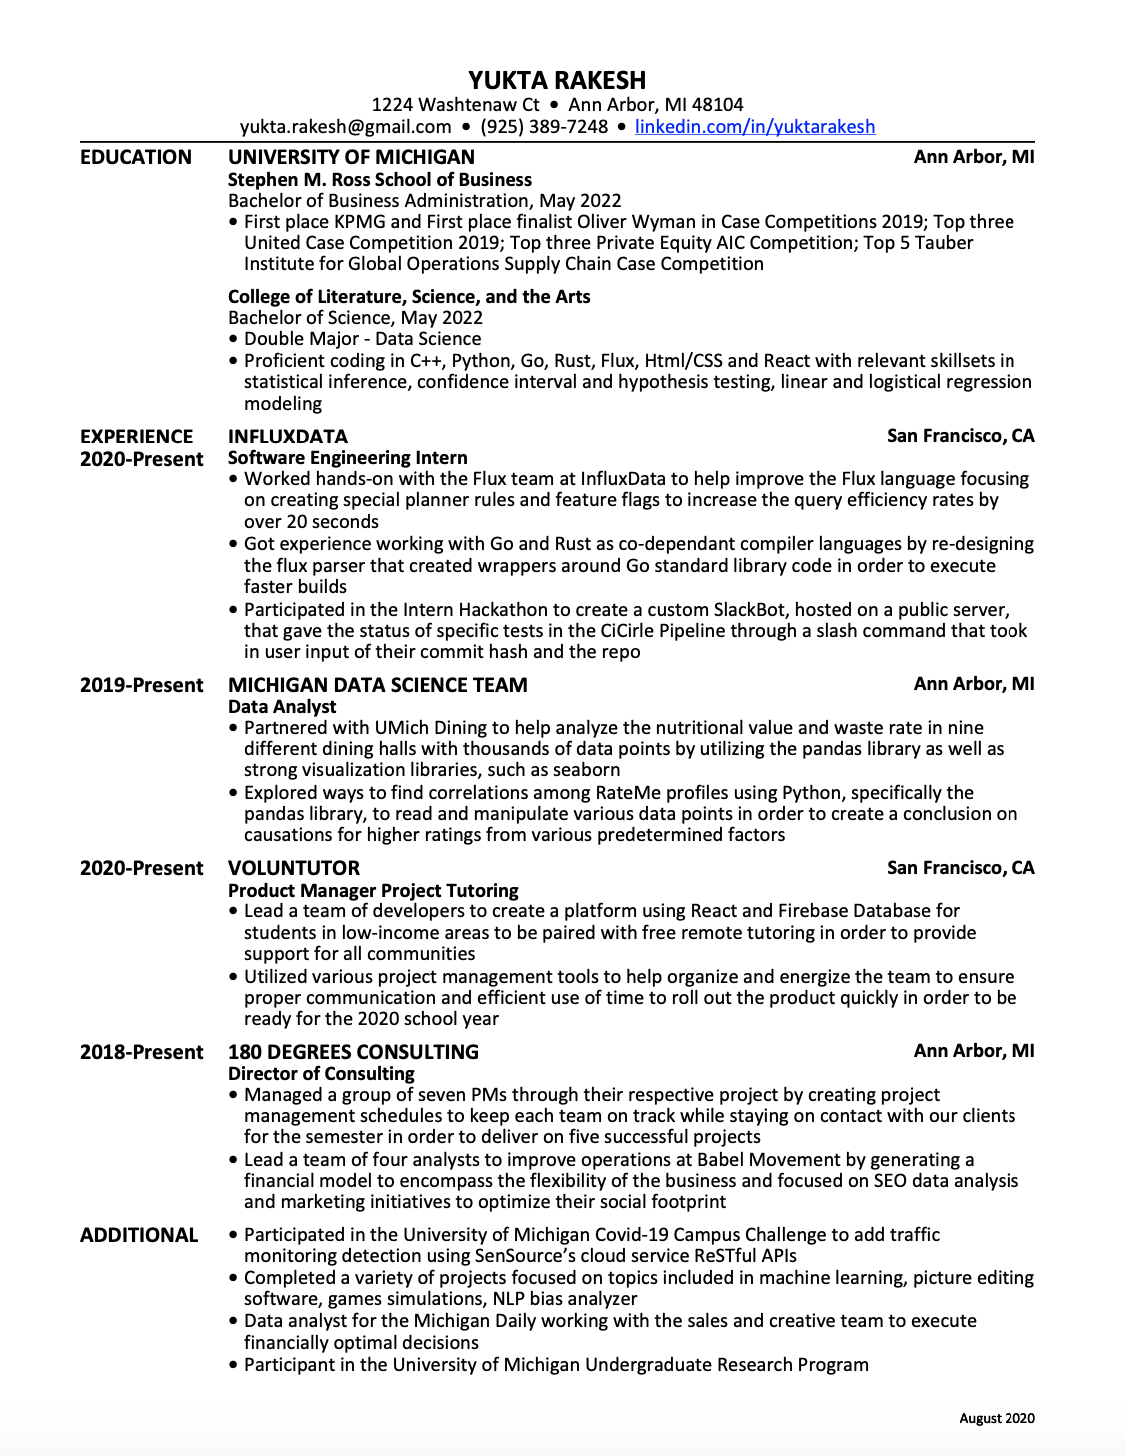 YUKTA RAKESH
1224 Washtenaw Ct • Ann Arbor, MI 48104
yukta.rakesh@gmail.com • (925) 389-7248 • linkedin.com/in/yuktarakesh
EDUCATION UNIVERSITY OF MICHIGAN Ann Arbor, MI
Stephen M. Ross School of Business
Bachelor of Business Administration, May 2022
• First place KPMG and First place finalist Oliver Wyman in Case Competitions 2019; Top three
United Case Competition 2019; Top three Private Equity AIC Competition; Top 5 Tauber
Institute for Global Operations Supply Chain Case Competition
College of Literature, Science, and the Arts
Bachelor of Science, May 2022
• Double Major - Data Science
• Proficient coding in C++, Python, Go, Rust, Flux, Html/CSS and React with relevant skillsets in
statistical inference, confidence interval and hypothesis testing, linear and logistical regression
modeling
EXPERIENCE INFLUXDATA San Francisco, CA
2020-Present Software Engineering Intern
• Worked hands-on with the Flux team at InfluxData to help improve the Flux language focusing
on creating special planner rules and feature flags to increase the query efficiency rates by
over 20 seconds
• Got experience working with Go and Rust as co-dependant compiler languages by re-designing
the flux parser that created wrappers around Go standard library code in order to execute
faster builds
• Participated in the Intern Hackathon to create a custom SlackBot, hosted on a public server,
that gave the status of specific tests in the CiCirle Pipeline through a slash command that took
in user input of their commit hash and the repo
2019-Present MICHIGAN DATA SCIENCE TEAM Ann Arbor, MI
Data Analyst
• Partnered with UMich Dining to help analyze the nutritional value and waste rate in nine
different dining halls with thousands of data points by utilizing the pandas library as well as
strong visualization libraries, such as seaborn
• Explored ways to find correlations among RateMe profiles using Python, specifically the
pandas library, to read and manipulate various data points in order to create a conclusion on
causations for higher ratings from various predetermined factors
2020-Present VOLUNTUTOR San Francisco, CA
Product Manager Project Tutoring
• Lead a team of developers to create a platform using React and Firebase Database for
students in low-income areas to be paired with free remote tutoring in order to provide
support for all communities
• Utilized various project management tools to help organize and energize the team to ensure
proper communication and efficient use of time to roll out the product quickly in order to be
ready for the 2020 school year
2018-Present 180 DEGREES CONSULTING Ann Arbor, MI
Director of Consulting
• Managed a group of seven PMs through their respective project by creating project
management schedules to keep each team on track while staying on contact with our clients
for the semester in order to deliver on five successful projects
• Lead a team of four analysts to improve operations at Babel Movement by generating a
financial model to encompass the flexibility of the business and focused on SEO data analysis
and marketing initiatives to optimize their social footprint
ADDITIONAL • Participated in the University of Michigan Covid-19 Campus Challenge to add traffic
monitoring detection using SenSource’s cloud service ReSTful APIs
• Completed a variety of projects focused on topics included in machine learning, picture editing
software, games simulations, NLP bias analyzer
• Data analyst for the Michigan Daily working with the sales and creative team to execute
financially optimal decisions
• Participant in the University of Michigan Undergraduate Research Program
August 2020